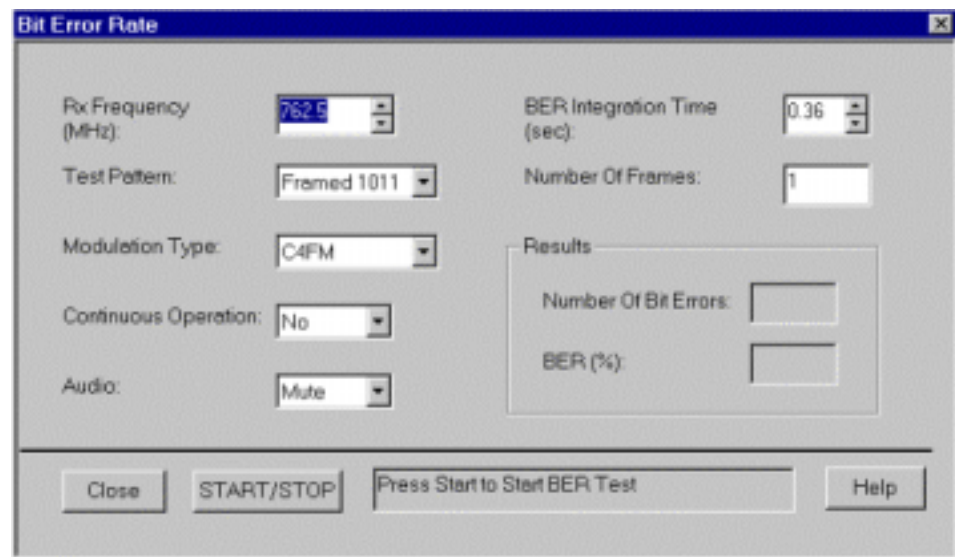 Bit Error Rate
Rx Frequency
(MHz):
762.5
BER Integration Time
(sec):
0.36
Test Pattern:
Framed 1011
Number Of Frames:
1
Modulation Type:
C4FM
Results
Continuous Operation:
No
Number Of Bit Errors:
BER (%):
Audio:
Mute
Close
START/STOP
Press Start to Start BER Test
Help